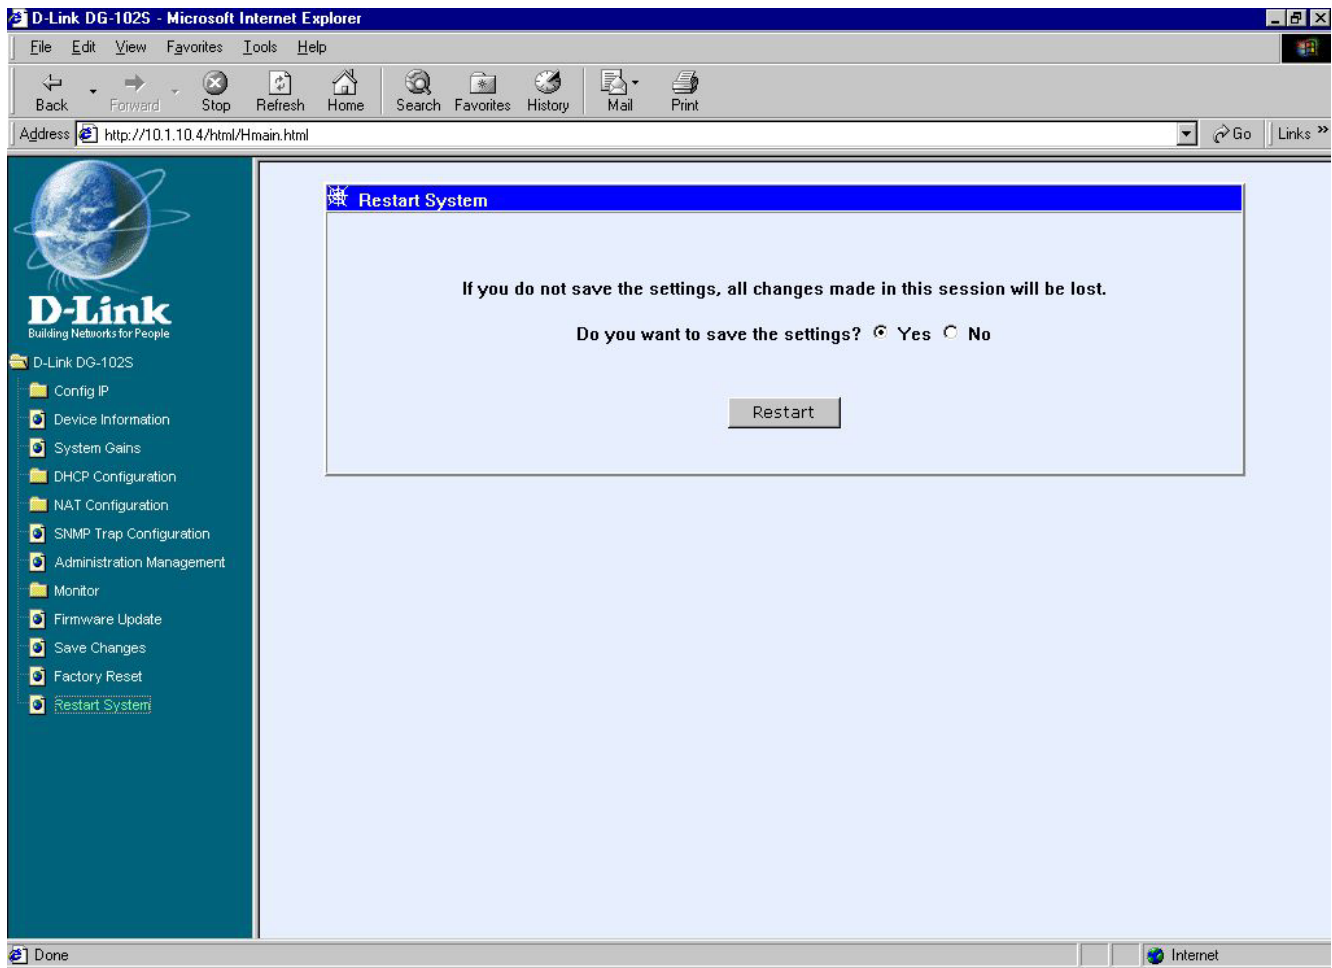 D-Link DG-102S - Microsoft Internet Explorer
File Edit View Favorites Tools Help
Back Forward Stop Refresh Home Search Favorites History Mail Print
Address http://10.1.10.4/html/Hmain.html Go Links »
D-Link
Building Networks for People
D-Link DG-102S
Config IP
Device Information
System Gains
DHCP Configuration
NAT Configuration
SNMP Trap Configuration
Administration Management
Monitor
Firmware Update
Save Changes
Factory Reset
Restart System
Restart System
If you do not save the settings, all changes made in this session will be lost.
Do you want to save the settings? Yes No
Restart
Done Internet